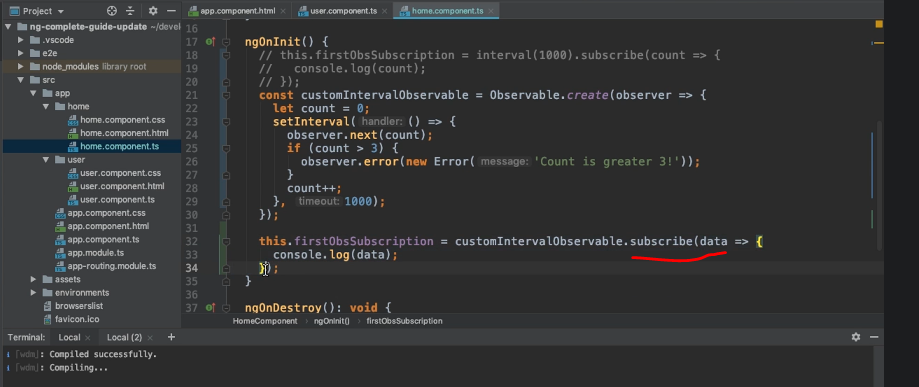 Project
app.component.html
user.component.ts
home.component.ts
ng-complete-guide-update ~/devel
.vscode
e2e
node_modules library root
src
app
home
home.component.css
home.component.html
home.component.ts
user
user.component.css
user.component.html
user.component.ts
app.component.css
app.component.html
app.component.ts
app.module.ts
app-routing.module.ts
assets
environments
browserslist
favicon.ico
16 }
17 ngOnInit() {
18 // this.firstObsSubscription = interval(1000).subscribe(count => {
19 //   console.log(count);
20 // });
21 const customIntervalObservable = Observable.create(observer => {
22 let count = 0;
23 setInterval( handler: () => {
24 observer.next(count);
25 if (count > 3) {
26 observer.error(new Error( message: 'Count is greater 3!'));
27 }
28 count++;
29 }, timeout: 1000);
30 });
31
32 this.firstObsSubscription = customIntervalObservable.subscribe(data => {
33 console.log(data);
34 });
35 }
36
37 ngOnDestroy(): void {
HomeComponent › ngOnInit() › firstObsSubscription
Terminal: Local × Local (2) × +
i ⌈wdm⌋: Compiled successfully.
i ⌈wdm⌋: Compiling...